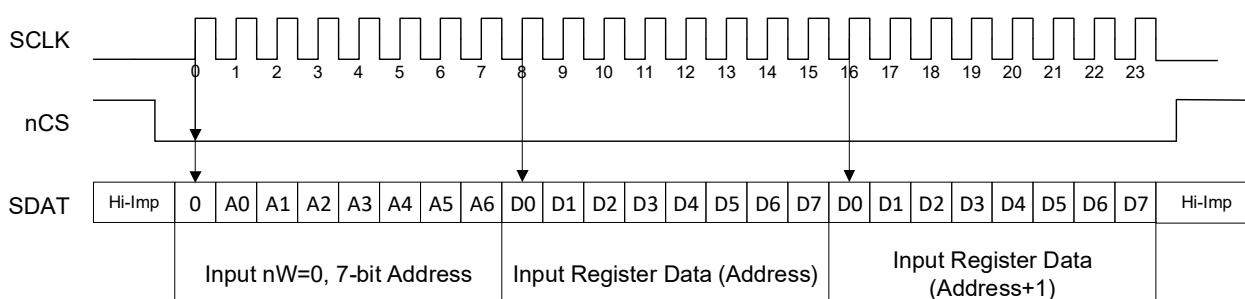 SCLK
0 1 2 3 4 5 6 7 8 9 10 11 12 13 14 15 16 17 18 19 20 21 22 23
nCS
SDAT Hi-Imp 0 A0 A1 A2 A3 A4 A5 A6 D0 D1 D2 D3 D4 D5 D6 D7 D0 D1 D2 D3 D4 D5 D6 D7 Hi-Imp
Input nW=0, 7-bit Address
Input Register Data (Address)
Input Register Data
(Address+1)